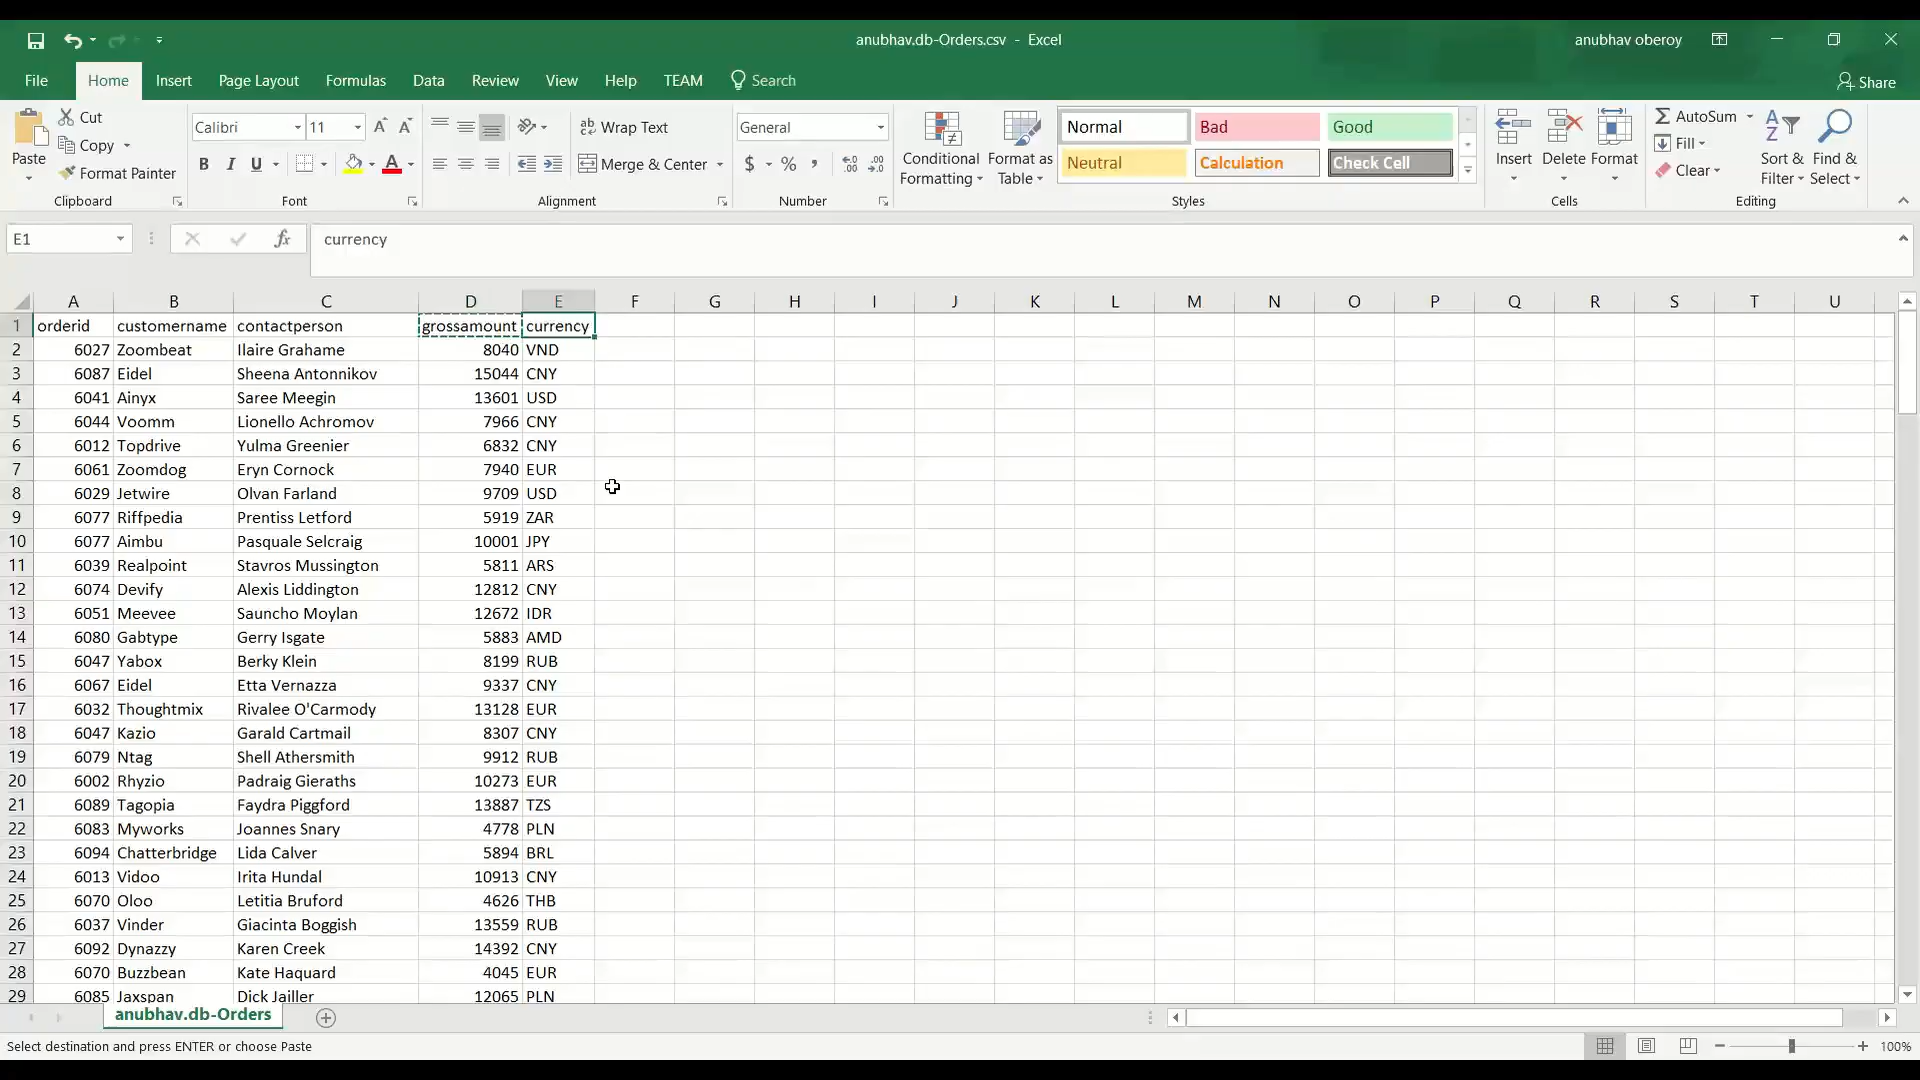 anubhav.db-Orders.csv - Excel
anubhav oberoy
File Home Insert Page Layout Formulas Data Review View Help TEAM Search
Share
Paste
Cut
Copy
Format Painter
Clipboard
Calibri 11
B I U
Font
Wrap Text
Merge & Center
Alignment
General
$ % ,
Number
Conditional Formatting
Format as Table
Normal Bad Good
Neutral Calculation Check Cell
Styles
Insert Delete Format
Cells
AutoSum
Fill
Clear
Sort & Filter
Find & Select
Editing
E1 fx currency
A B C D E F G H I J K L M N O P Q R S T U
1 orderid customername contactperson grossamount currency
2 6027 Zoombeat Ilaire Grahame 8040 VND
3 6087 Eidel Sheena Antonnikov 15044 CNY
4 6041 Ainyx Saree Meegin 13601 USD
5 6044 Voomm Lionello Achromov 7966 CNY
6 6012 Topdrive Yulma Greenier 6832 CNY
7 6061 Zoomdog Eryn Cornock 7940 EUR
8 6029 Jetwire Olvan Farland 9709 USD
9 6077 Riffpedia Prentiss Letford 5919 ZAR
10 6077 Aimbu Pasquale Selcraig 10001 JPY
11 6039 Realpoint Stavros Mussington 5811 ARS
12 6074 Devify Alexis Liddington 12812 CNY
13 6051 Meevee Sauncho Moylan 12672 IDR
14 6080 Gabtype Gerry Isgate 5883 AMD
15 6047 Yabox Berky Klein 8199 RUB
16 6067 Eidel Etta Vernazza 9337 CNY
17 6032 Thoughtmix Rivalee O'Carmody 13128 EUR
18 6047 Kazio Garald Cartmail 8307 CNY
19 6079 Ntag Shell Athersmith 9912 RUB
20 6002 Rhyzio Padraig Gieraths 10273 EUR
21 6089 Tagopia Faydra Piggford 13887 TZS
22 6083 Myworks Joannes Snary 4778 PLN
23 6094 Chatterbridge Lida Calver 5894 BRL
24 6013 Vidoo Irita Hundal 10913 CNY
25 6070 Oloo Letitia Bruford 4626 THB
26 6037 Vinder Giacinta Boggish 13559 RUB
27 6092 Dynazzy Karen Creek 14392 CNY
28 6070 Buzzbean Kate Haquard 4045 EUR
29 6085 Jaxspan Dick Jailler 12065 PLN
anubhav.db-Orders
Select destination and press ENTER or choose Paste
100%